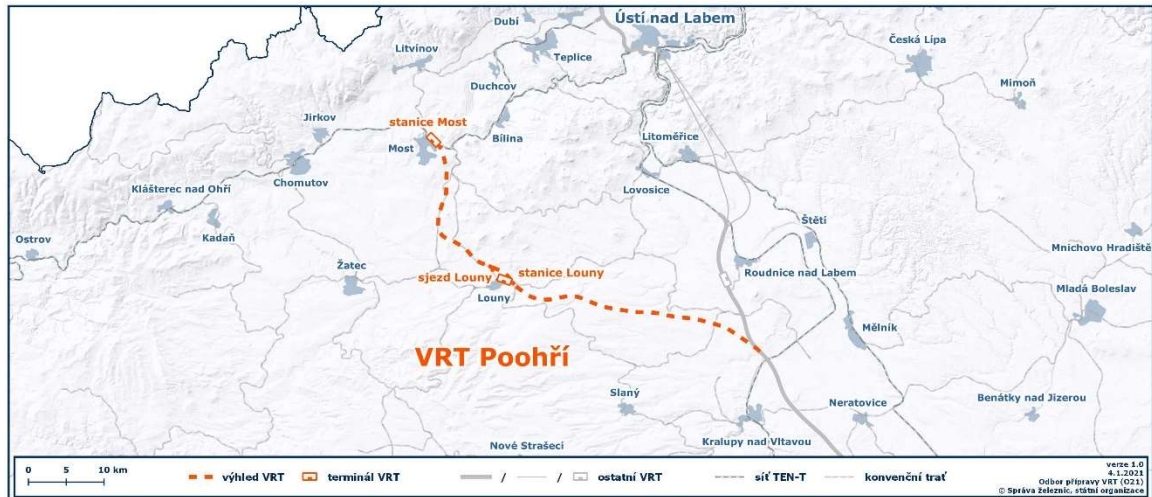 Dubí
Ústí nad Labem
Česká Lípa
Litvínov
Teplice
Duchcov
Mimoň
stanice Most
Jirkov
Bílina
Most
Litoměřice
Chomutov
Lovosice
Klášterec nad Ohří
Kadaň
Štětí
Ostrov
Mnichovo Hradiště
Žatec
sjezd Louny
stanice Louny
Roudnice nad Labem
Louny
Mladá Boleslav
Mělník
VRT Poohří
Slaný
Neratovice
Benátky nad Jizerou
Kralupy nad Vltavou
Nové Strašecí
0 5 10 km
výhled VRT
terminál VRT
/ / ostatní VRT
síť TEN-T
konvenční trať
verze 1.0
4.1.2021
Odbor přípravy VRT (O21)
© Správa železnic, státní organizace